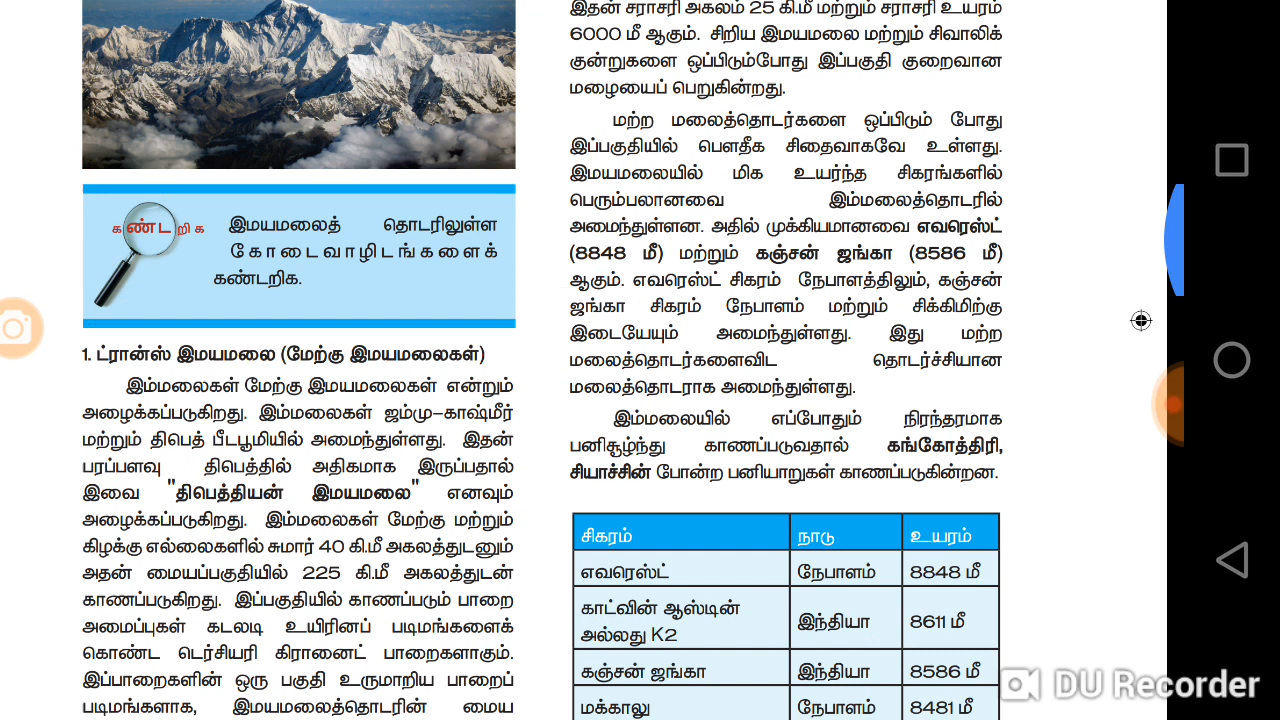 கண்டறிக
இமயமலைத் தொடரிலுள்ள
கோடைவாழிடங்களைக்
கண்டறிக.
1. ட்ரான்ஸ் இமயமலை (மேற்கு இமயமலைகள்)
இம்மலைகள் மேற்கு இமயமலைகள் என்றும்
அழைக்கப்படுகிறது. இம்மலைகள் ஜம்மு–காஷ்மீர்
மற்றும் திபெத் பீடபூமியில் அமைந்துள்ளது. இதன்
பரப்பளவு திபெத்தில் அதிகமாக இருப்பதால்
இவை "திபெத்தியன் இமயமலை" எனவும்
அழைக்கப்படுகிறது. இம்மலைகள் மேற்கு மற்றும்
கிழக்கு எல்லைகளில் சுமார் 40 கி.மீ அகலத்துடனும்
அதன் மையப்பகுதியில் 225 கி.மீ அகலத்துடன்
காணப்படுகிறது. இப்பகுதியில் காணப்படும் பாறை
அமைப்புகள் கடலடி உயிரினப் படிமங்களைக்
கொண்ட டெர்சியரி கிரானைட் பாறைகளாகும்.
இப்பாறைகளின் ஒரு பகுதி உருமாறிய பாறைப்
படிமங்களாக, இமயமலைத்தொடரின் மைய
இதன் சராசரி அகலம் 25 கி.மீ மற்றும் சராசரி உயரம்
6000 மீ ஆகும். சிறிய இமயமலை மற்றும் சிவாலிக்
குன்றுகளை ஒப்பிடும்போது இப்பகுதி குறைவான
மழையைப் பெறுகின்றது.
மற்ற மலைத்தொடர்களை ஒப்பிடும் போது
இப்பகுதியில் பௌதீக சிதைவாகவே உள்ளது.
இமயமலையில் மிக உயர்ந்த சிகரங்களில்
பெரும்பலானவை இம்மலைத்தொடரில்
அமைந்துள்ளன. அதில் முக்கியமானவை எவரெஸ்ட்
(8848 மீ) மற்றும் கஞ்சன் ஜங்கா (8586 மீ)
ஆகும். எவரெஸ்ட் சிகரம் நேபாளத்திலும், கஞ்சன்
ஜங்கா சிகரம் நேபாளம் மற்றும் சிக்கிமிற்கு
இடையேயும் அமைந்துள்ளது. இது மற்ற
மலைத்தொடர்களைவிட தொடர்ச்சியான
மலைத்தொடராக அமைந்துள்ளது.
இம்மலையில் எப்போதும் நிரந்தரமாக
பனிசூழ்ந்து காணப்படுவதால் கங்கோத்திரி,
சியாச்சின் போன்ற பனியாறுகள் காணப்படுகின்றன.
சிகரம் நாடு உயரம்
எவரெஸ்ட் நேபாளம் 8848 மீ
காட்வின் ஆஸ்டின்
அல்லது K2 இந்தியா 8611 மீ
கஞ்சன் ஜங்கா இந்தியா 8586 மீ
மக்காலு நேபாளம் 8481 மீ
DU Recorder